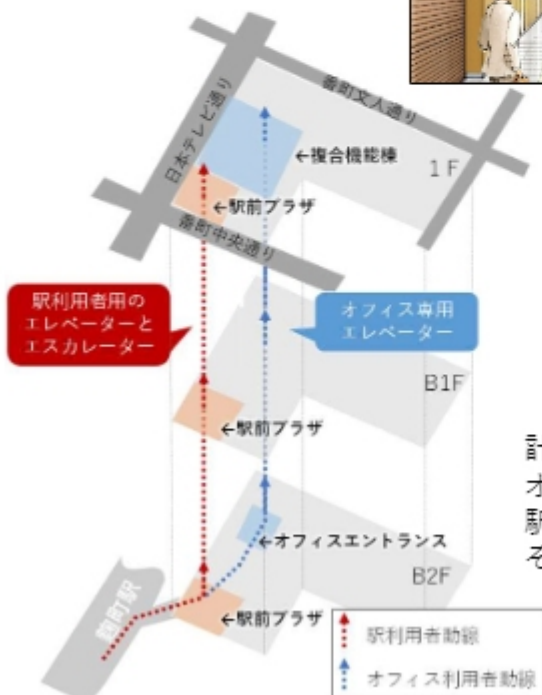 番町文人通り
日本テレビ通り
←複合機能棟
1F
←駅前プラザ
番町中央通り
駅利用者用の
エレベーターと
エスカレーター
オフィス専用
エレベーター
B1F
←駅前プラザ
計
オ
駅
そ
←オフィスエントランス
B2F
麹町駅
←駅前プラザ
駅利用者動線
オフィス利用者動線